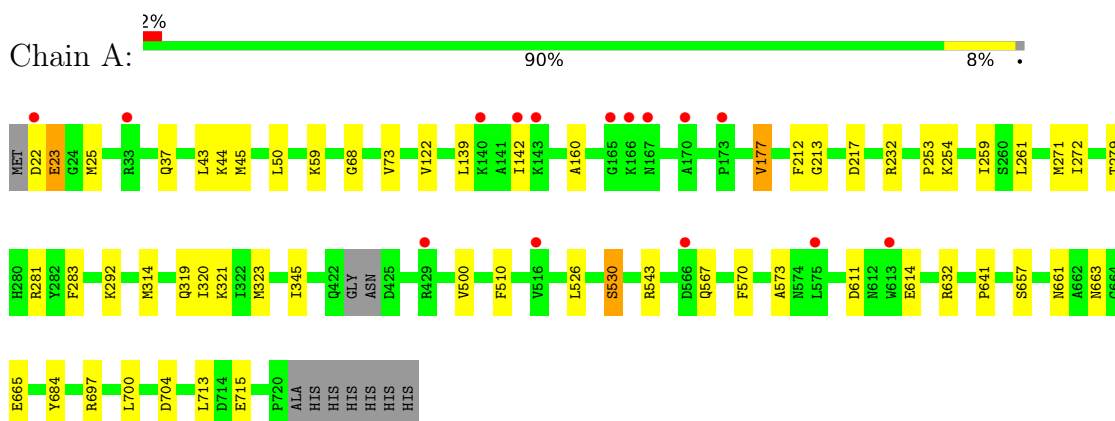 2%
Chain A:
90% 8% •
MET D22 E23 G24 M25 R33 Q37 L43 K44 M45 L50 K59 G68 V73 V122 L139 K140 A141 I142 K143 A160 G165 K166 N167 A170 P173 V177 F212 G213 D217 R232 P253 K254 I259 S260 L261 M271 I272 T279
H280 R281 Y282 F283 K292 M314 Q319 I320 K321 I322 M323 I345 Q422 GLY ASN D425 R429 V500 F510 V516 L526 S530 R543 D566 Q567 F570 A573 N574 L575 D611 N612 W613 E614 R632 P641 S657 N661 A662 N663 G664
E665 Y684 R697 L700 D704 L713 D714 E715 P720 ALA HIS HIS HIS HIS HIS HIS